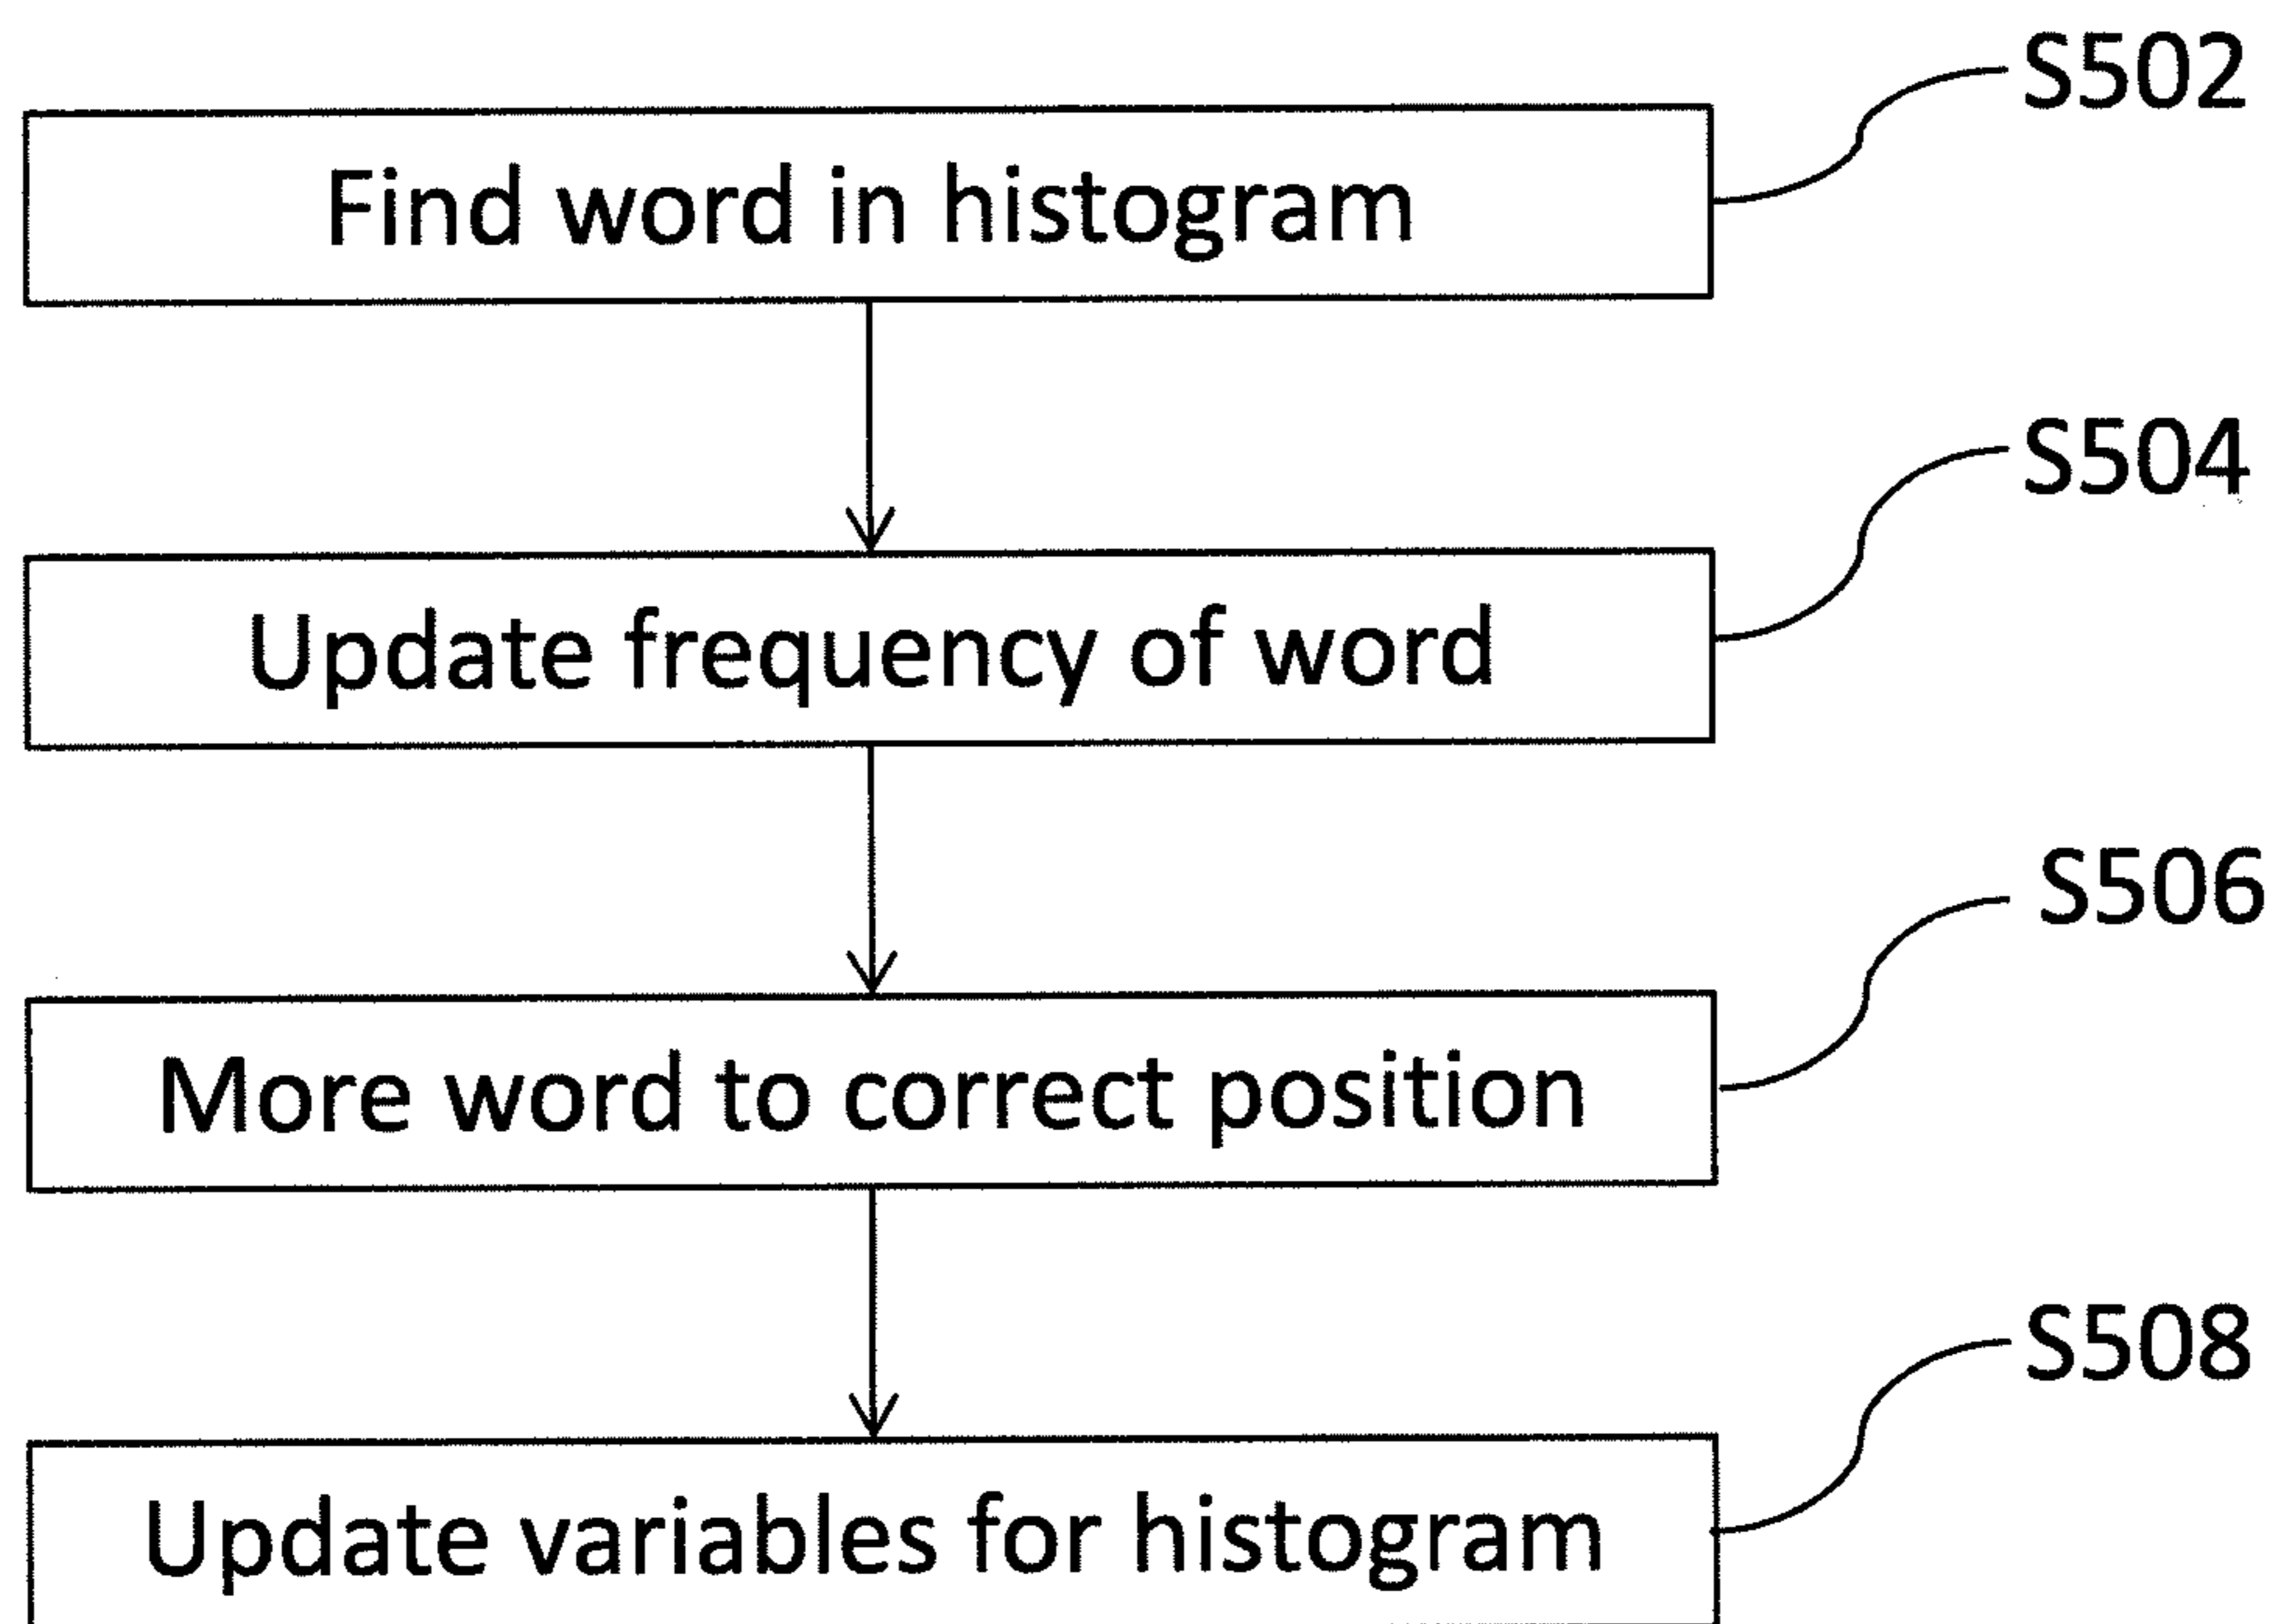 S502
Find word in histogram
S504
Update frequency of word
S506
More word to correct position
S508
Update variables for histogram